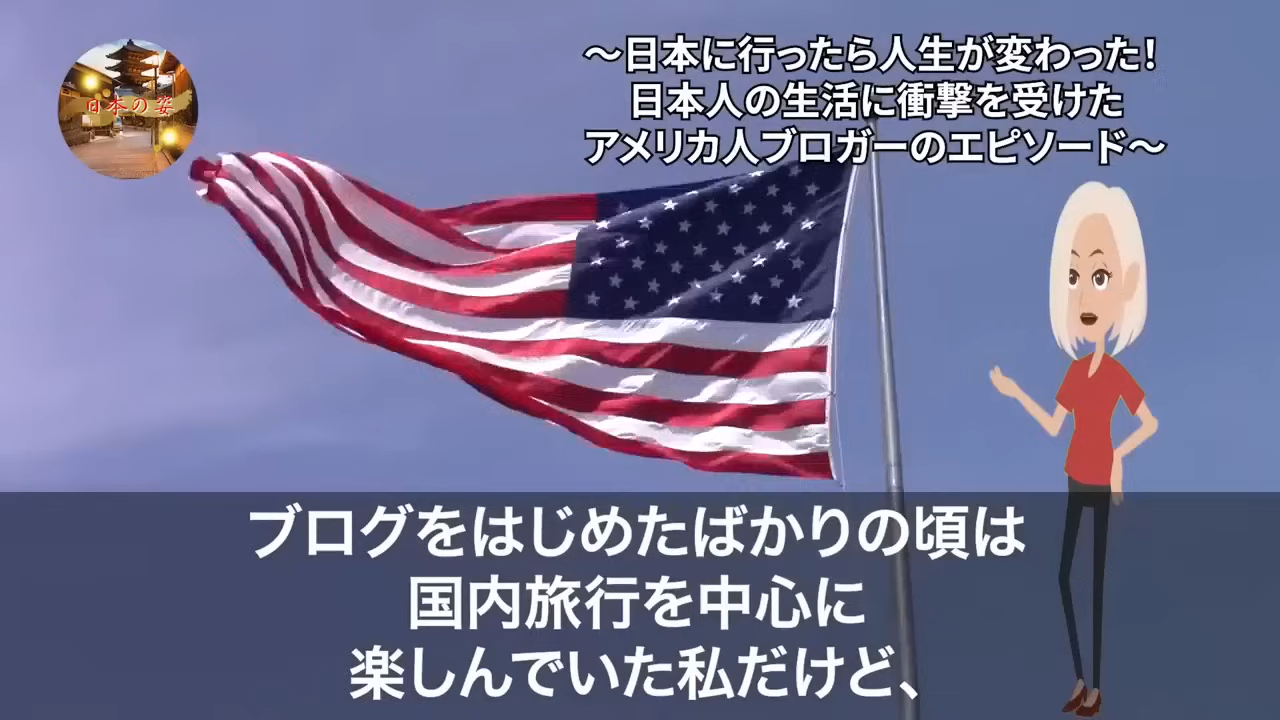 日本の姿
～日本に行ったら人生が変わった！
日本人の生活に衝撃を受けた
アメリカ人ブロガーのエピソード～
ブログをはじめたばかりの頃は
国内旅行を中心に
楽しんでいた私だけど、